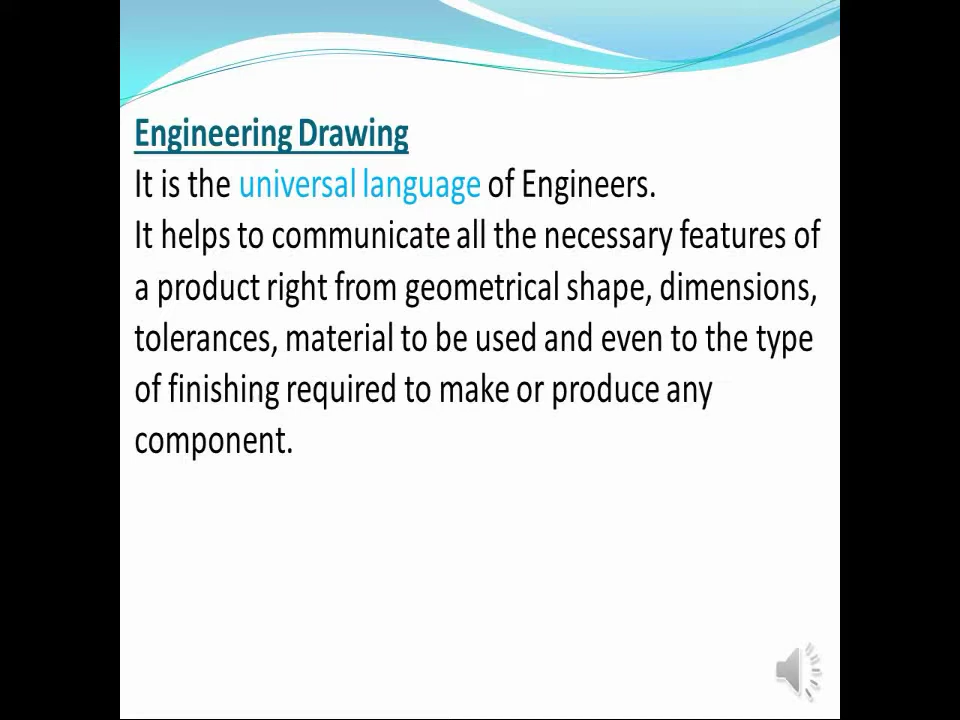 Engineering Drawing
It is the universal language of Engineers.
It helps to communicate all the necessary features of
a product right from geometrical shape, dimensions,
tolerances, material to be used and even to the type
of finishing required to make or produce any
component.